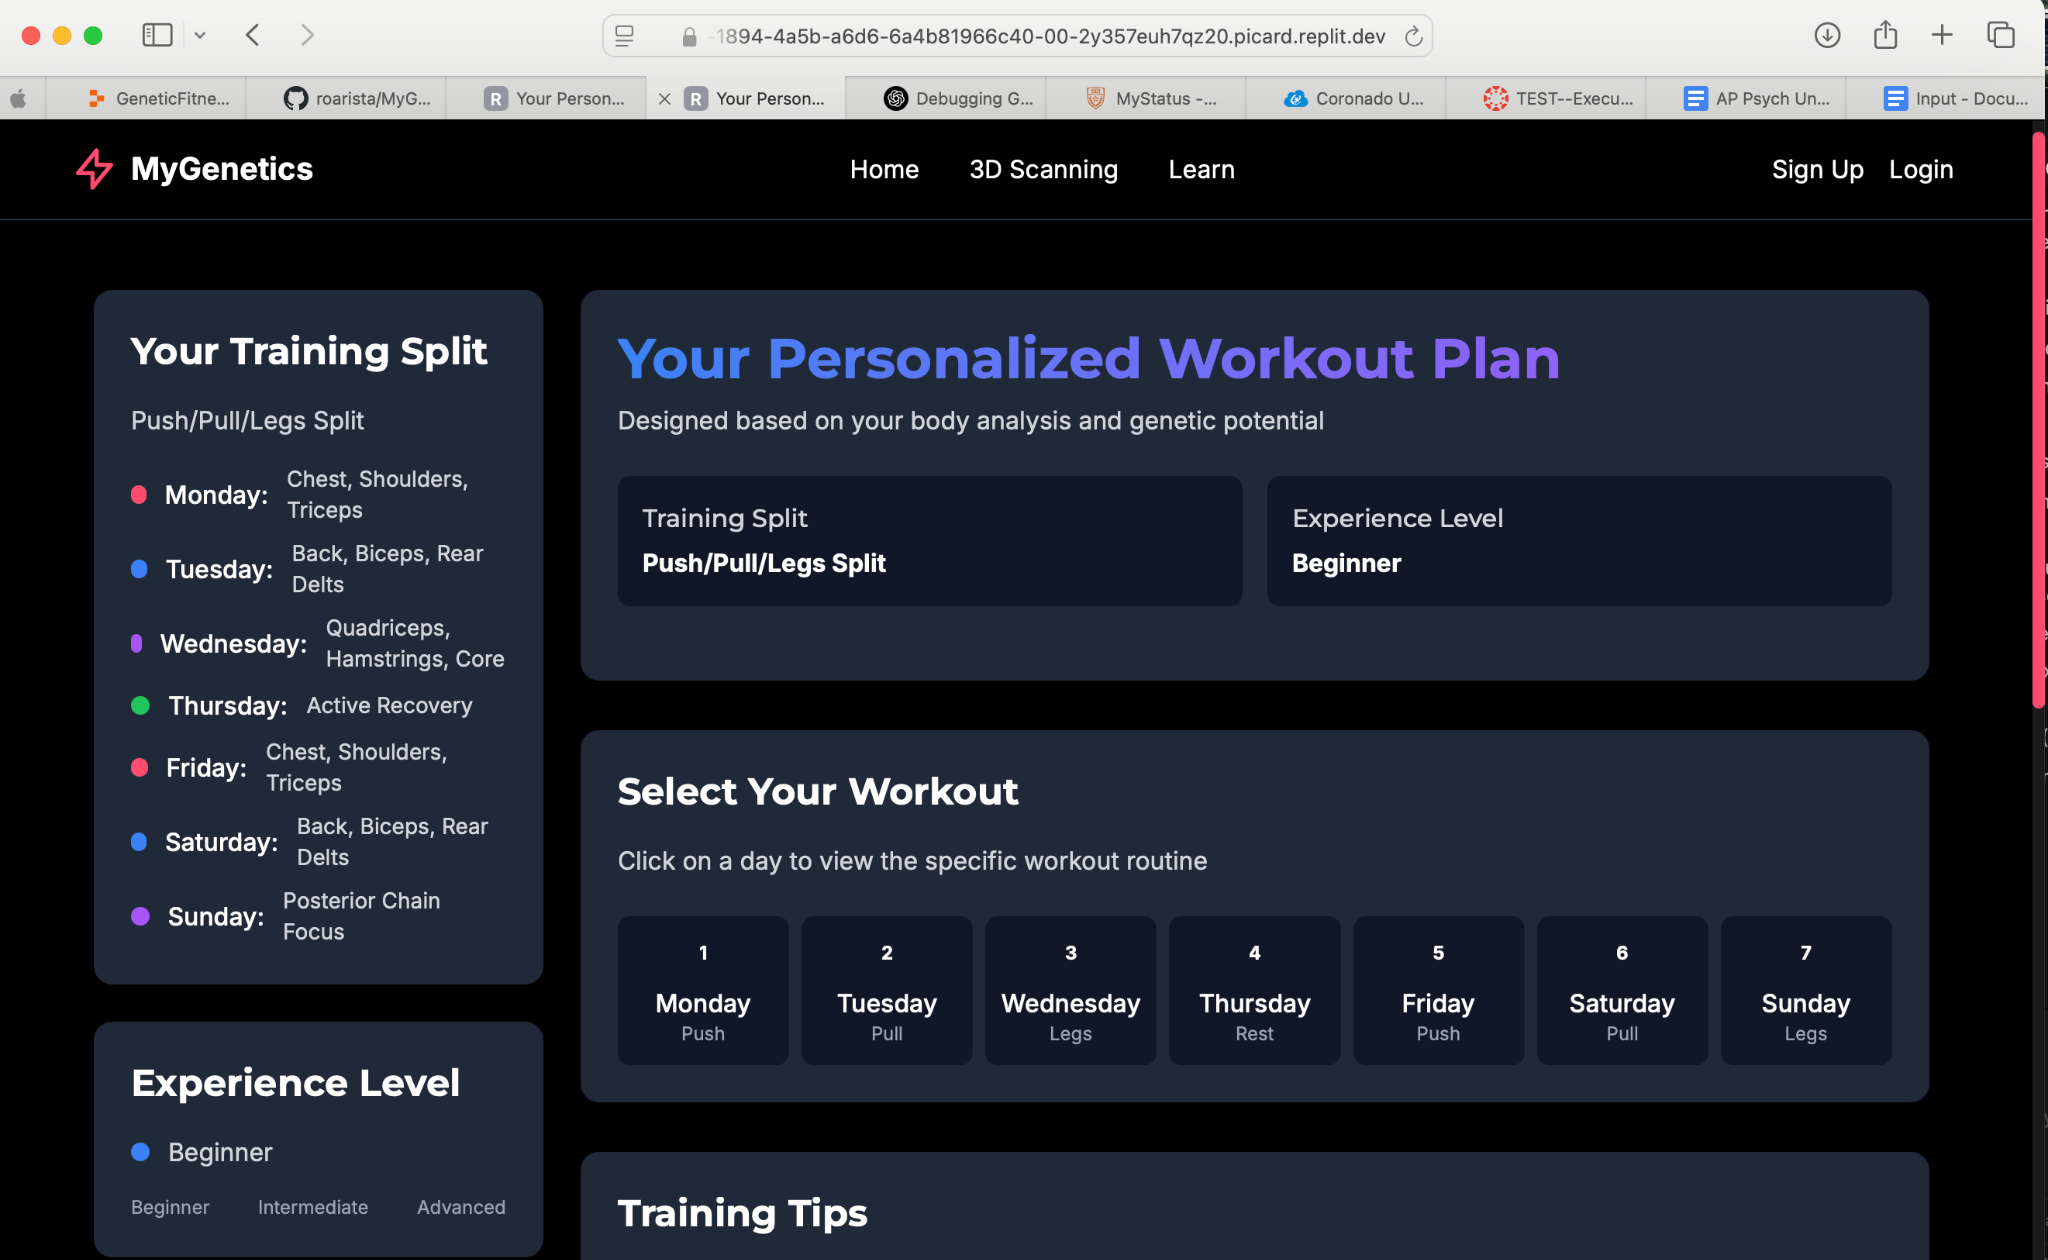 -1894-4a5b-a6d6-6a4b81966c40-00-2y357euh7qz20.picard.replit.dev
GeneticFitne...
roarista/MyG...
R Your Person...
R Your Person...
Debugging G...
MyStatus -...
Coronado U...
TEST--Execu...
AP Psych Un...
Input - Docu...
MyGenetics
Home
3D Scanning
Learn
Sign Up
Login
Your Training Split
Push/Pull/Legs Split
Monday: Chest, Shoulders,
Triceps
Tuesday: Back, Biceps, Rear
Delts
Wednesday: Quadriceps,
Hamstrings, Core
Thursday: Active Recovery
Friday: Chest, Shoulders,
Triceps
Saturday: Back, Biceps, Rear
Delts
Sunday: Posterior Chain
Focus
Experience Level
Beginner
Beginner Intermediate Advanced
Your Personalized Workout Plan
Designed based on your body analysis and genetic potential
Training Split
Push/Pull/Legs Split
Experience Level
Beginner
Select Your Workout
Click on a day to view the specific workout routine
1
Monday
Push
2
Tuesday
Pull
3
Wednesday
Legs
4
Thursday
Rest
5
Friday
Push
6
Saturday
Pull
7
Sunday
Legs
Training Tips